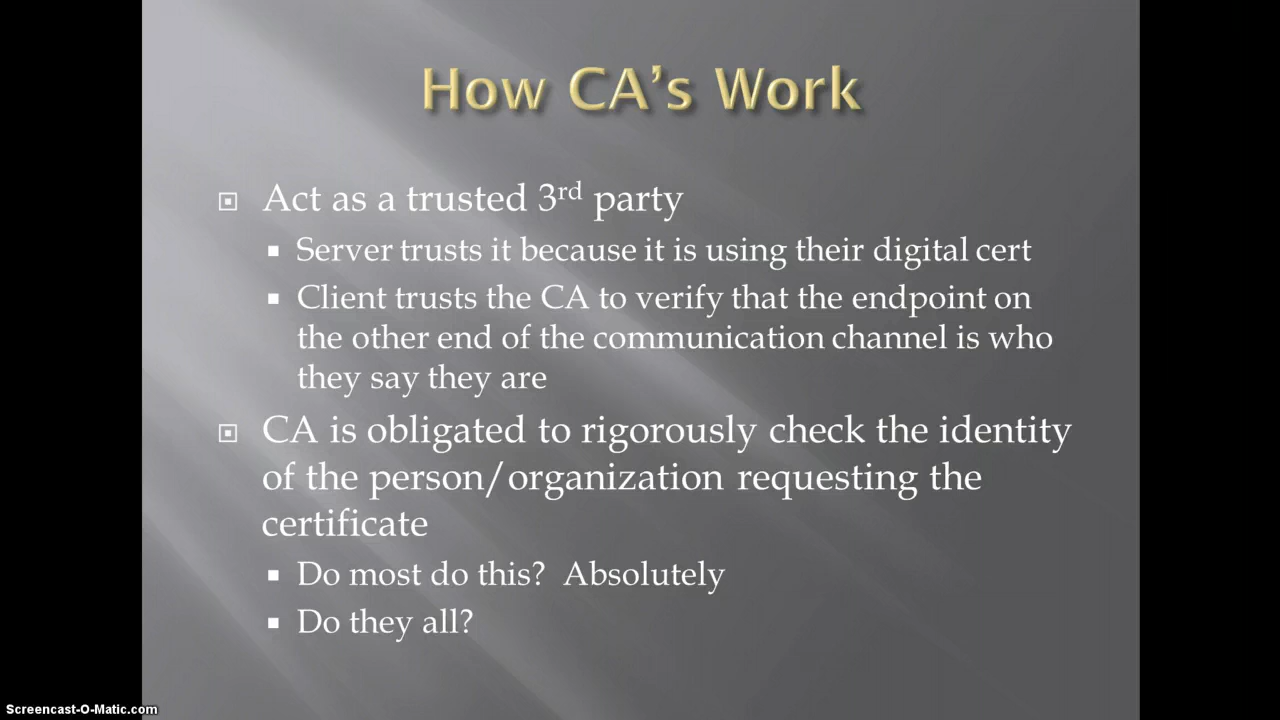 How CA's Work
Act as a trusted 3rd party
Server trusts it because it is using their digital cert
Client trusts the CA to verify that the endpoint on
the other end of the communication channel is who
they say they are
CA is obligated to rigorously check the identity
of the person/organization requesting the
certificate
Do most do this?  Absolutely
Do they all?
Screencast-O-Matic.com